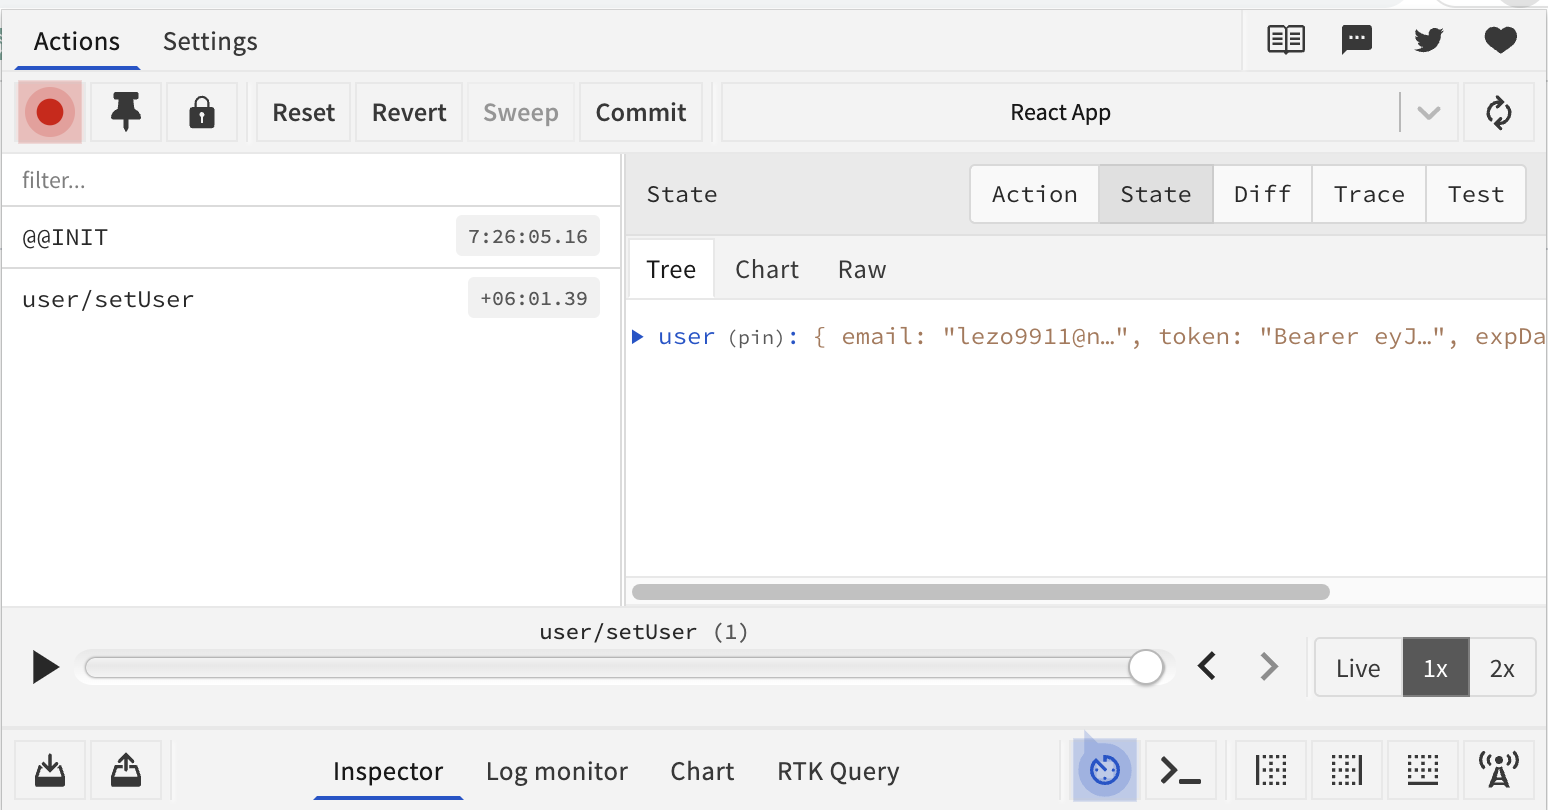 Actions Settings
Reset Revert Sweep Commit React App
filter...
@@INIT 7:26:05.16
user/setUser +06:01.39
State Action State Diff Trace Test
Tree Chart Raw
user (pin): { email: "lezo9911@n…", token: "Bearer eyJ…", expDa
user/setUser (1)
Live 1x 2x
Inspector Log monitor Chart RTK Query